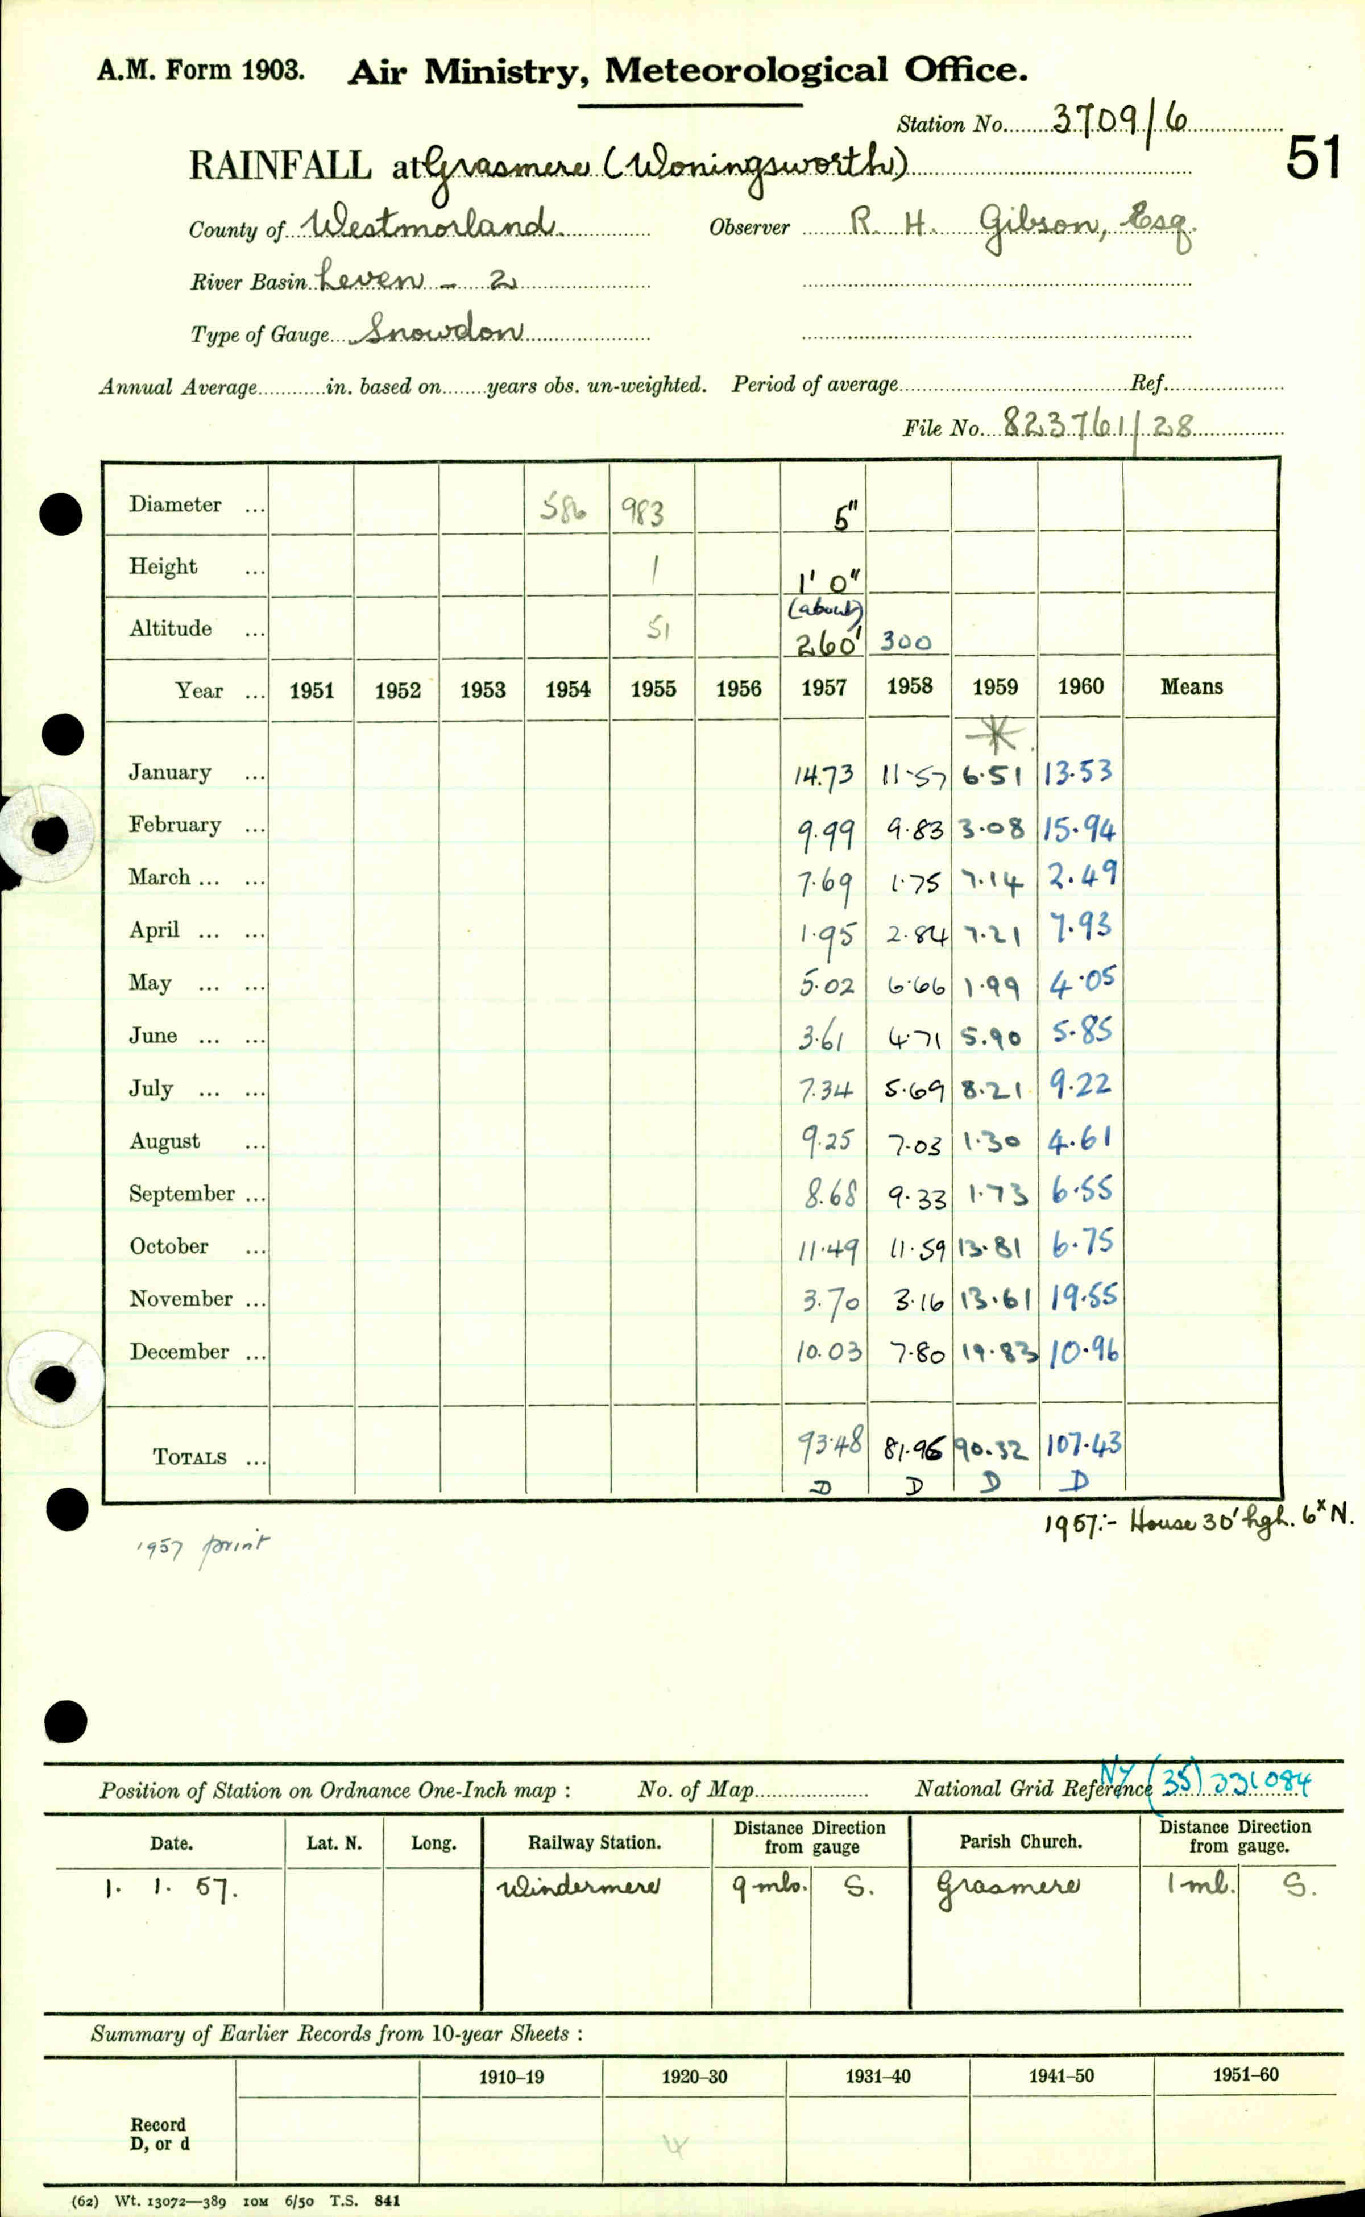 A.M. Form 1903. Air Ministry, Meteorological Office.
Station No. 3709/6
51
RAINFALL at Grasmere (Woningsworth)
County of Westmorland. Observer R. H. Gibson, Esq.
River Basin Leven - 2
Type of Gauge Snowdon
Annual Average in. based on years obs. un-weighted. Period of average Ref.
File No. 823761/28
Diameter ... 586 983 5"
Height ... 1 1' 0"
Altitude ... 51 (about) 260' 300
Year ... 1951 1952 1953 1954 1955 1956 1957 1958 1959 1960 Means
*
January ... 14.73 11.57 6.51 13.53
February ... 9.99 9.83 3.08 15.94
March ... ... 7.69 1.75 7.14 2.49
April ... ... 1.95 2.84 7.21 7.93
May ... ... 5.02 6.66 1.99 4.05
June ... ... 3.61 4.71 5.90 5.85
July ... ... 7.34 5.69 8.21 9.22
August ... 9.25 7.03 1.30 4.61
September ... 8.68 9.33 1.73 6.55
October ... 11.49 11.59 13.81 6.75
November ... 3.70 3.16 13.61 19.55
December ... 10.03 7.80 19.83 10.96
TOTALS ... 93.48 81.96 90.32 107.43
D D D D
1957:- House 30' hgh. 6x N.
1957 print
Position of Station on Ordnance One-Inch map : No. of Map National Grid Reference NY (35) 331084
Date. Lat. N. Long. Railway Station. Distance from Direction gauge Parish Church. Distance from Direction gauge.
1. 1. 57. Windermere 9 mls. S. Grasmere 1 ml. S.
Summary of Earlier Records from 10-year Sheets :
1910–19 1920–30 1931–40 1941–50 1951–60
Record
D, or d
4
(62) Wt. 13072—389 10M 6/50 T.S. 841